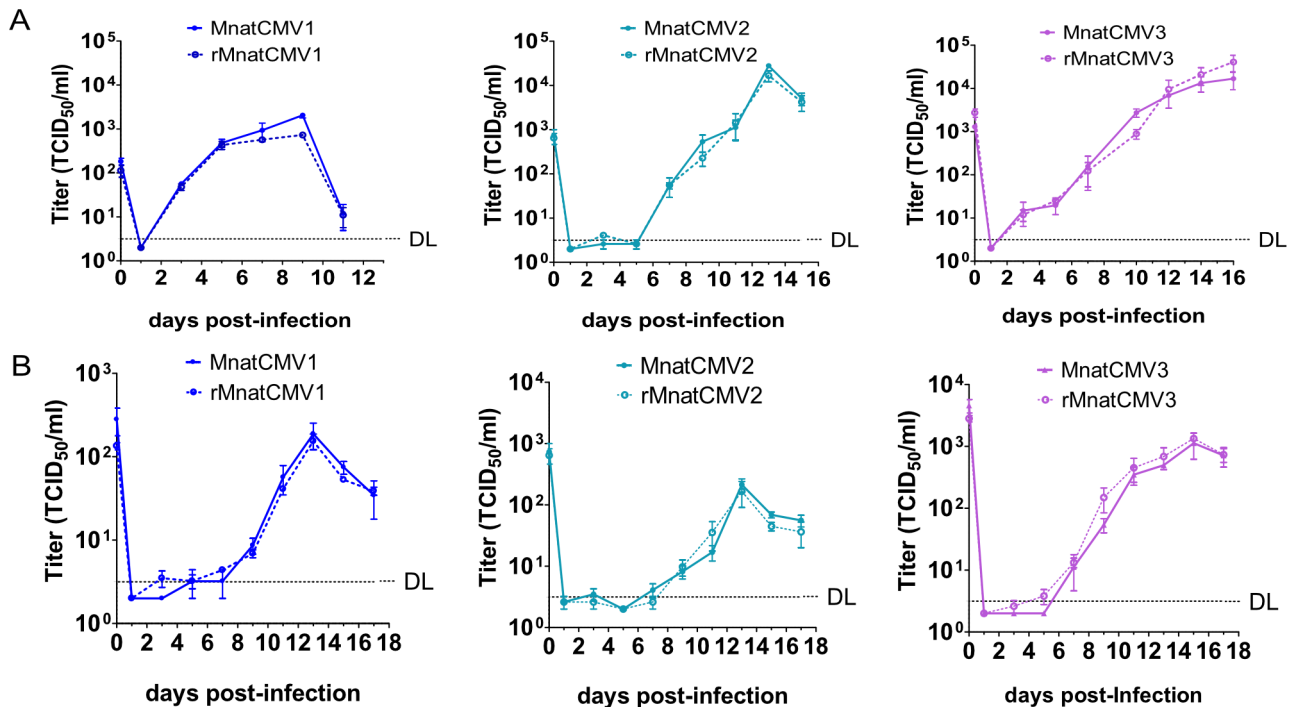 A
MnatCMV1
rMnatCMV1
Titer (TCID50/ml)
10^5
10^4
10^3
10^2
10^1
10^0
DL
0 2 4 6 8 10 12
days post-infection
MnatCMV2
rMnatCMV2
Titer (TCID50/ml)
10^5
10^4
10^3
10^2
10^1
10^0
DL
0 2 4 6 8 10 12 14 16
days post-infection
MnatCMV3
rMnatCMV3
Titer (TCID50/ml)
10^5
10^4
10^3
10^2
10^1
10^0
DL
0 2 4 6 8 10 12 14 16
days post-infection
B
MnatCMV1
rMnatCMV1
Titer (TCID50/ml)
10^3
10^2
10^1
10^0
DL
0 2 4 6 8 10 12 14 16 18
days post-infection
MnatCMV2
rMnatCMV2
Titer (TCID50/ml)
10^4
10^3
10^2
10^1
10^0
DL
0 2 4 6 8 10 12 14 16 18
days post-infection
MnatCMV3
rMnatCMV3
Titer (TCID50/ml)
10^4
10^3
10^2
10^1
10^0
DL
0 2 4 6 8 10 12 14 16 18
days post-Infection